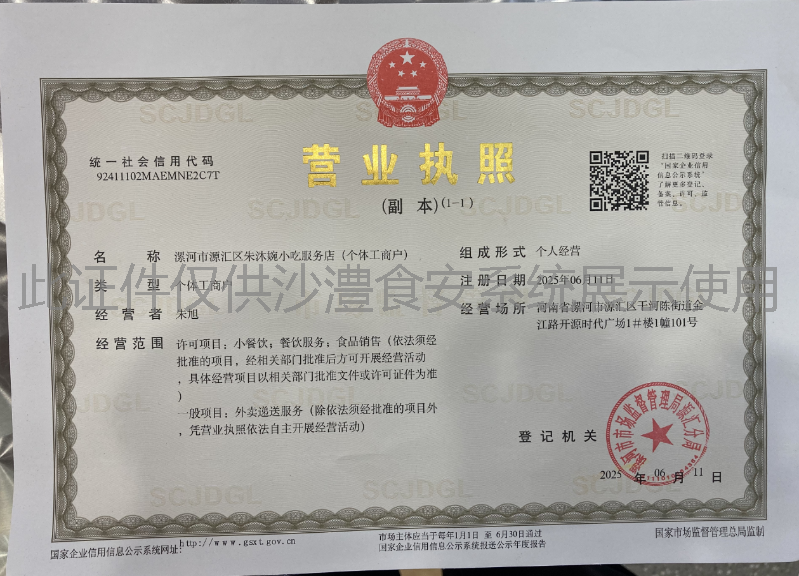 统一社会信用代码
92411102MAEMNE2C7T
营业执照
(副 本)(1-1)
扫描二维码登录
“国家企业信用
信息公示系统”
了解更多登记、
备案、许可、监
管信息。
名 称 漯河市源汇区朱沐婉小吃服务店（个体工商户）
类 型 个体工商户
经 营 者 朱旭
经营范围 许可项目：小餐饮；餐饮服务；食品销售（依法须经
批准的项目，经相关部门批准后方可开展经营活动
，具体经营项目以相关部门批准文件或许可证件为准
）
一般项目：外卖递送服务（除依法须经批准的项目外
，凭营业执照依法自主开展经营活动）
组成形式 个人经营
注册日期 2025年06月11日
经营场所 河南省漯河市源汇区干河陈街道金
江路开源时代广场1＃楼1幢101号
此证件仅供沙澧食安系统展示使用
登记机关
2025 年 06 月 11 日
国家企业信用信息公示系统网址：http://www.gsxt.gov.cn
市场主体应当于每年1月1日 至 6月30日通过
国家企业信用信息公示系统报送公示年度报告
国家市场监督管理总局监制